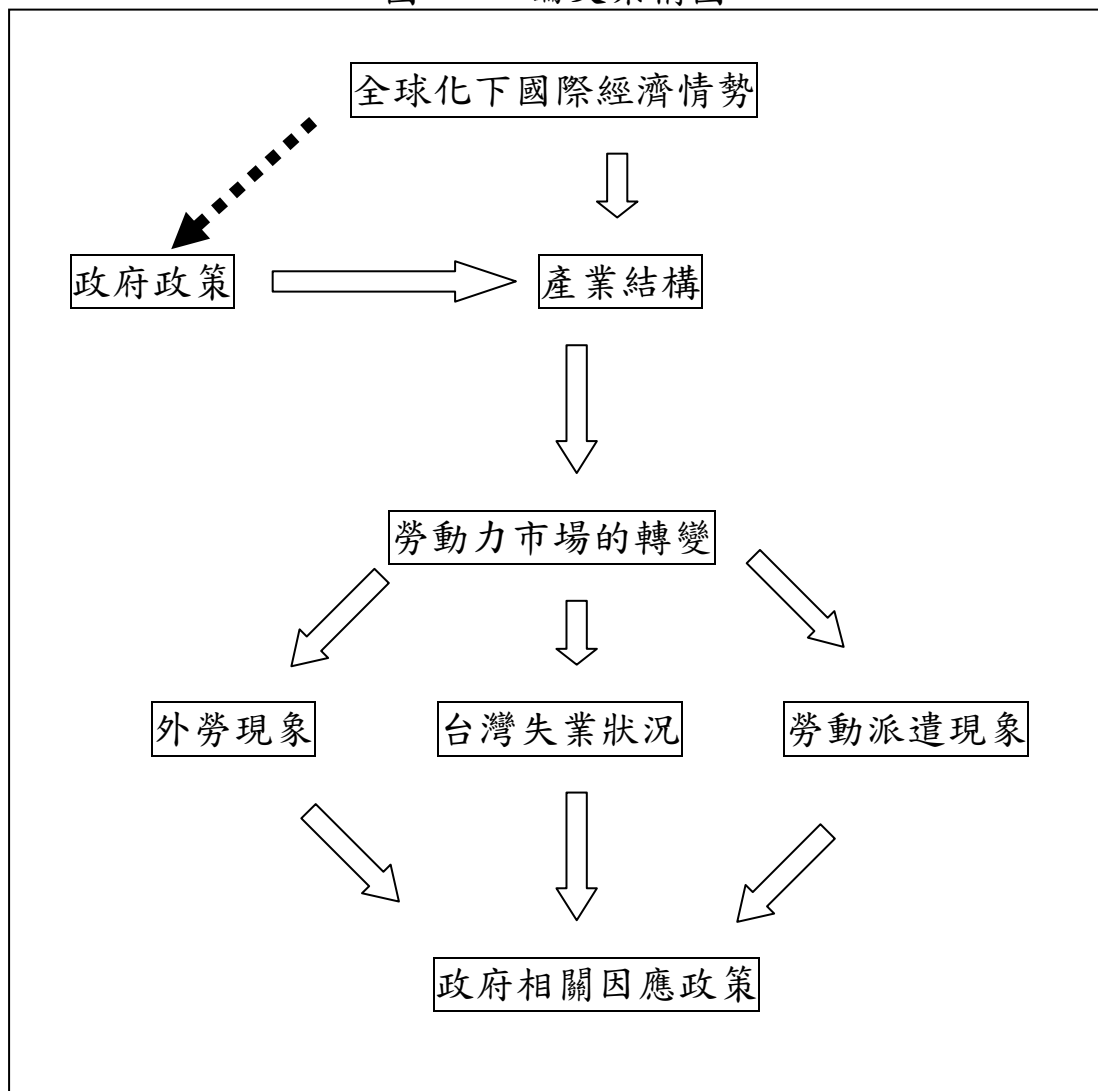 全球化下國際經濟情勢
政府政策
產業結構
勞動力市場的轉變
外勞現象
台灣失業狀況
勞動派遣現象
政府相關因應政策